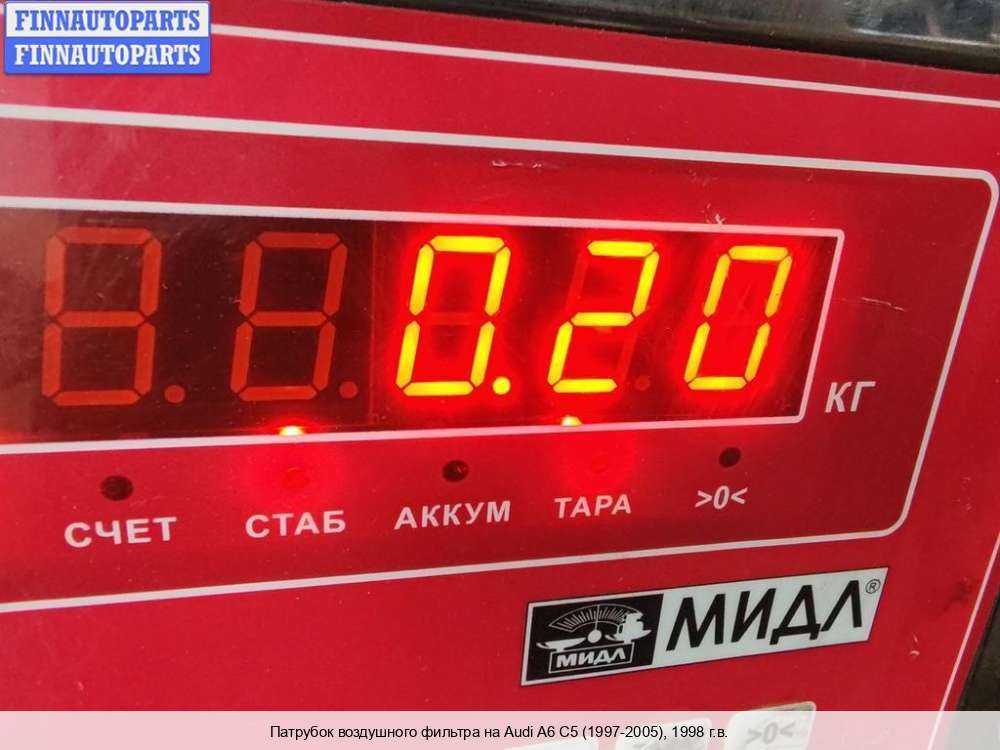 FINNAUTOPARTS
FINNAUTOPARTS
0.20
КГ
СЧЕТ СТАБ АККУМ ТАРА >0<
МИДЛ МИДЛ®
>0<
Патрубок воздушного фильтра на Audi A6 C5 (1997-2005), 1998 г.в.